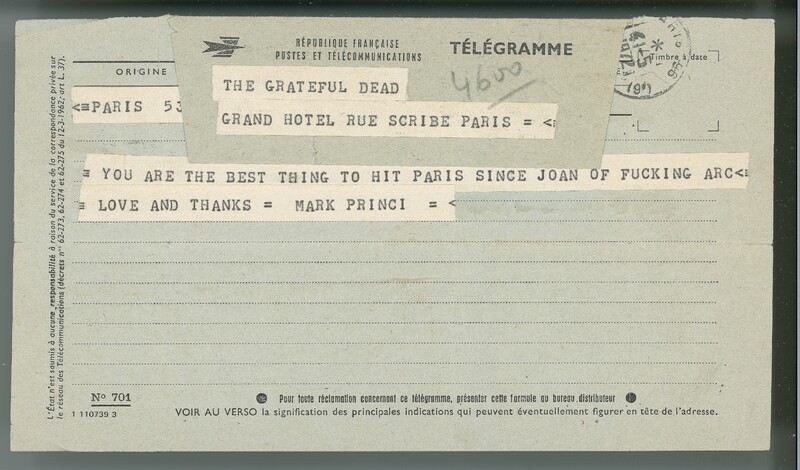 RÉPUBLIQUE FRANÇAISE
POSTES ET TÉLÉCOMMUNICATIONS
TÉLÉGRAMME
ORIGINE
Timbre à date
4600
THE GRATEFUL DEAD
<≡PARIS 53
GRAND HOTEL RUE SCRIBE PARIS = <
≡ YOU ARE THE BEST THING TO HIT PARIS SINCE JOAN OF FUCKING ARC<≡
≡ LOVE AND THANKS = MARK PRINCI = <
L'État n'est soumis à aucune responsabilité à raison du service de la correspondance privée sur
le réseau des Télécommunications (décrets nos 62-273, 62-274 et 62-275 du 12-3-1962; art L. 37).
No 701
1 110739 3
Pour toute réclamation concernant ce télégramme, présenter cette formule au bureau distributeur
VOIR AU VERSO la signification des principales indications qui peuvent éventuellement figurer en tête de l'adresse.